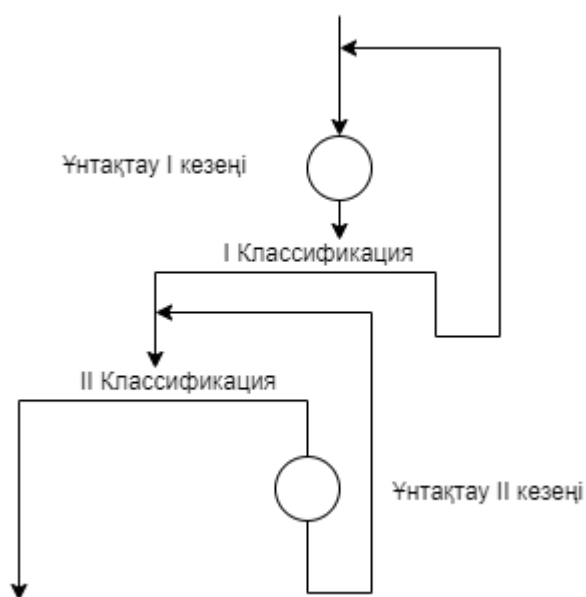 Ұнтақтау I кезеңі
I Классификация
II Классификация
Ұнтақтау II кезеңі